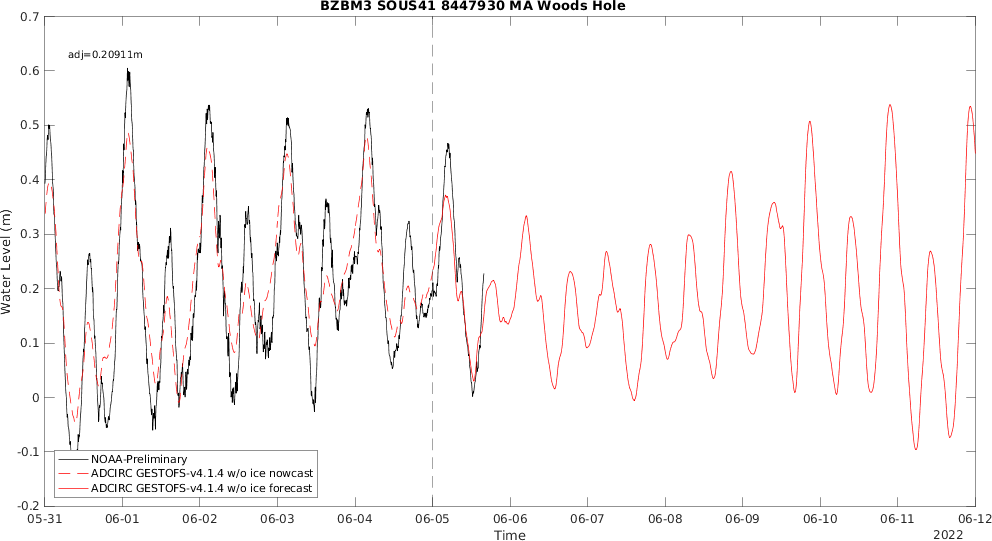 BZBM3 SOUS41 8447930 MA Woods Hole
adj=0.20911m
Water Level (m)
0.7
0.6
0.5
0.4
0.3
0.2
0.1
0
-0.1
-0.2
NOAA-Preliminary
ADCIRC GESTOFS-v4.1.4 w/o ice nowcast
ADCIRC GESTOFS-v4.1.4 w/o ice forecast
05-31 06-01 06-02 06-03 06-04 06-05 06-06 06-07 06-08 06-09 06-10 06-11 06-12
Time
2022